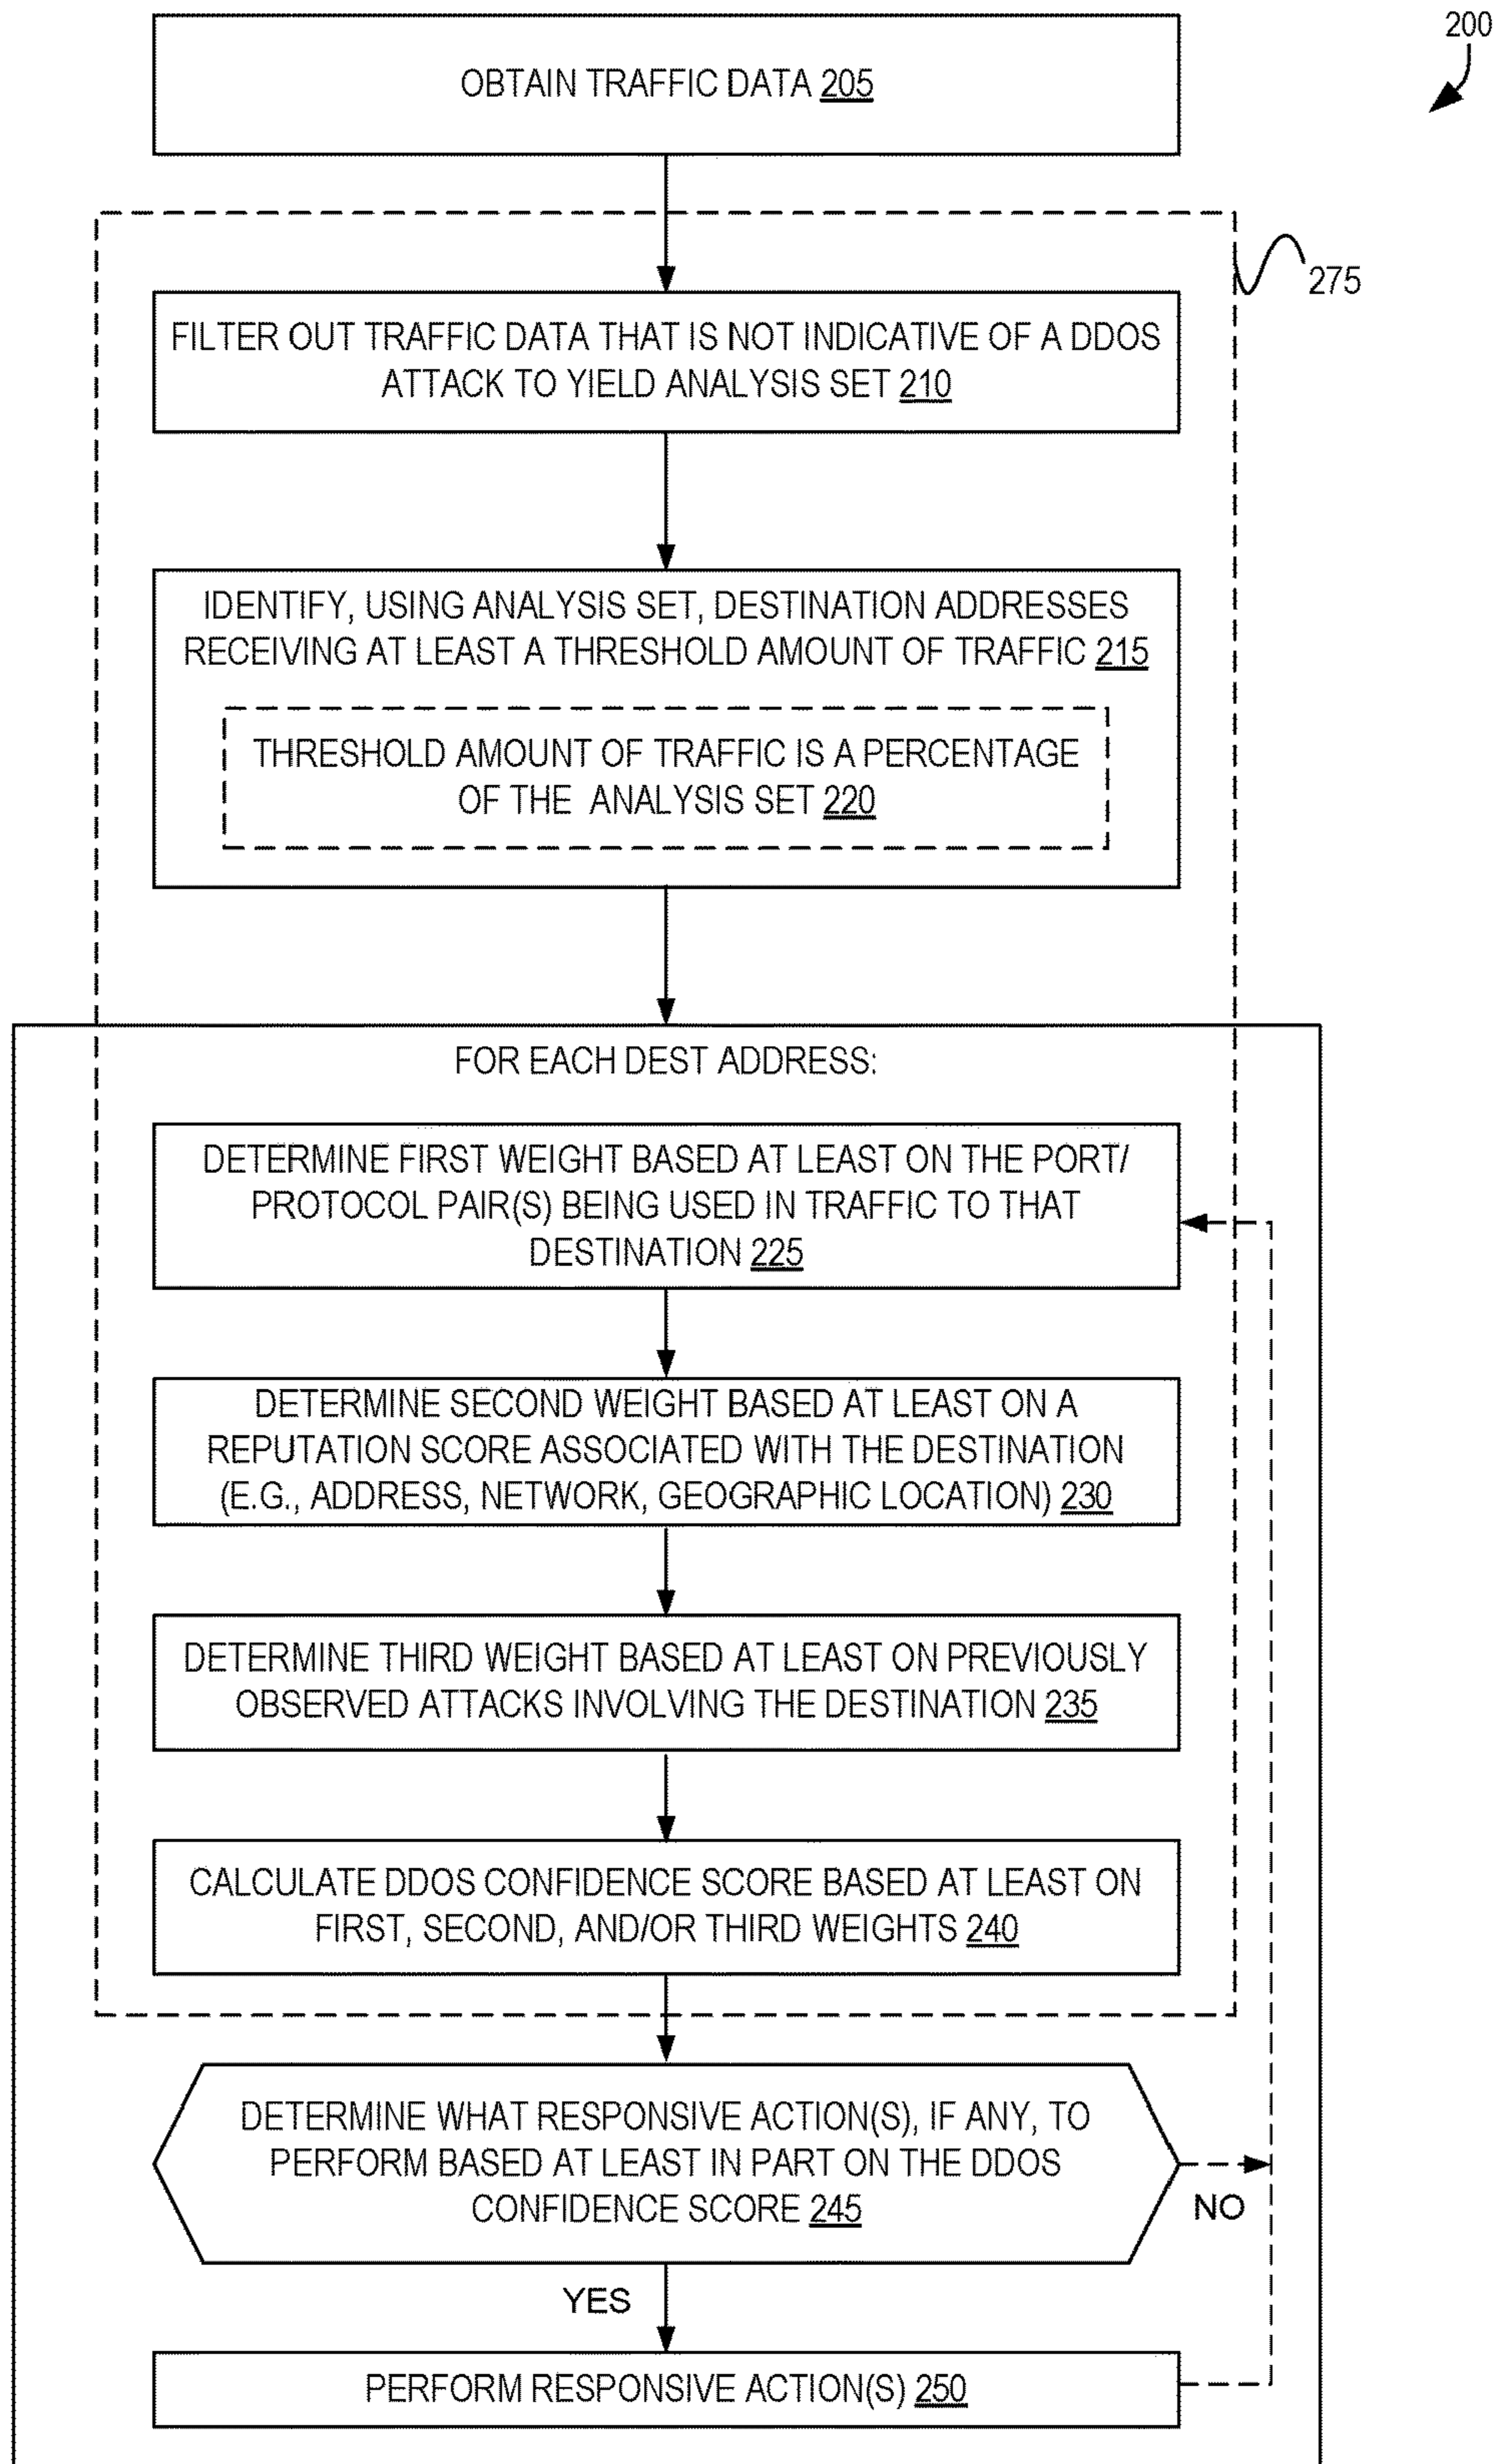 200
OBTAIN TRAFFIC DATA 205
275
FILTER OUT TRAFFIC DATA THAT IS NOT INDICATIVE OF A DDOS
ATTACK TO YIELD ANALYSIS SET 210
IDENTIFY, USING ANALYSIS SET, DESTINATION ADDRESSES
RECEIVING AT LEAST A THRESHOLD AMOUNT OF TRAFFIC 215
THRESHOLD AMOUNT OF TRAFFIC IS A PERCENTAGE
OF THE ANALYSIS SET 220
FOR EACH DEST ADDRESS:
DETERMINE FIRST WEIGHT BASED AT LEAST ON THE PORT/
PROTOCOL PAIR(S) BEING USED IN TRAFFIC TO THAT
DESTINATION 225
DETERMINE SECOND WEIGHT BASED AT LEAST ON A
REPUTATION SCORE ASSOCIATED WITH THE DESTINATION
(E.G., ADDRESS, NETWORK, GEOGRAPHIC LOCATION) 230
DETERMINE THIRD WEIGHT BASED AT LEAST ON PREVIOUSLY
OBSERVED ATTACKS INVOLVING THE DESTINATION 235
CALCULATE DDOS CONFIDENCE SCORE BASED AT LEAST ON
FIRST, SECOND, AND/OR THIRD WEIGHTS 240
DETERMINE WHAT RESPONSIVE ACTION(S), IF ANY, TO
PERFORM BASED AT LEAST IN PART ON THE DDOS
CONFIDENCE SCORE 245
NO
YES
PERFORM RESPONSIVE ACTION(S) 250